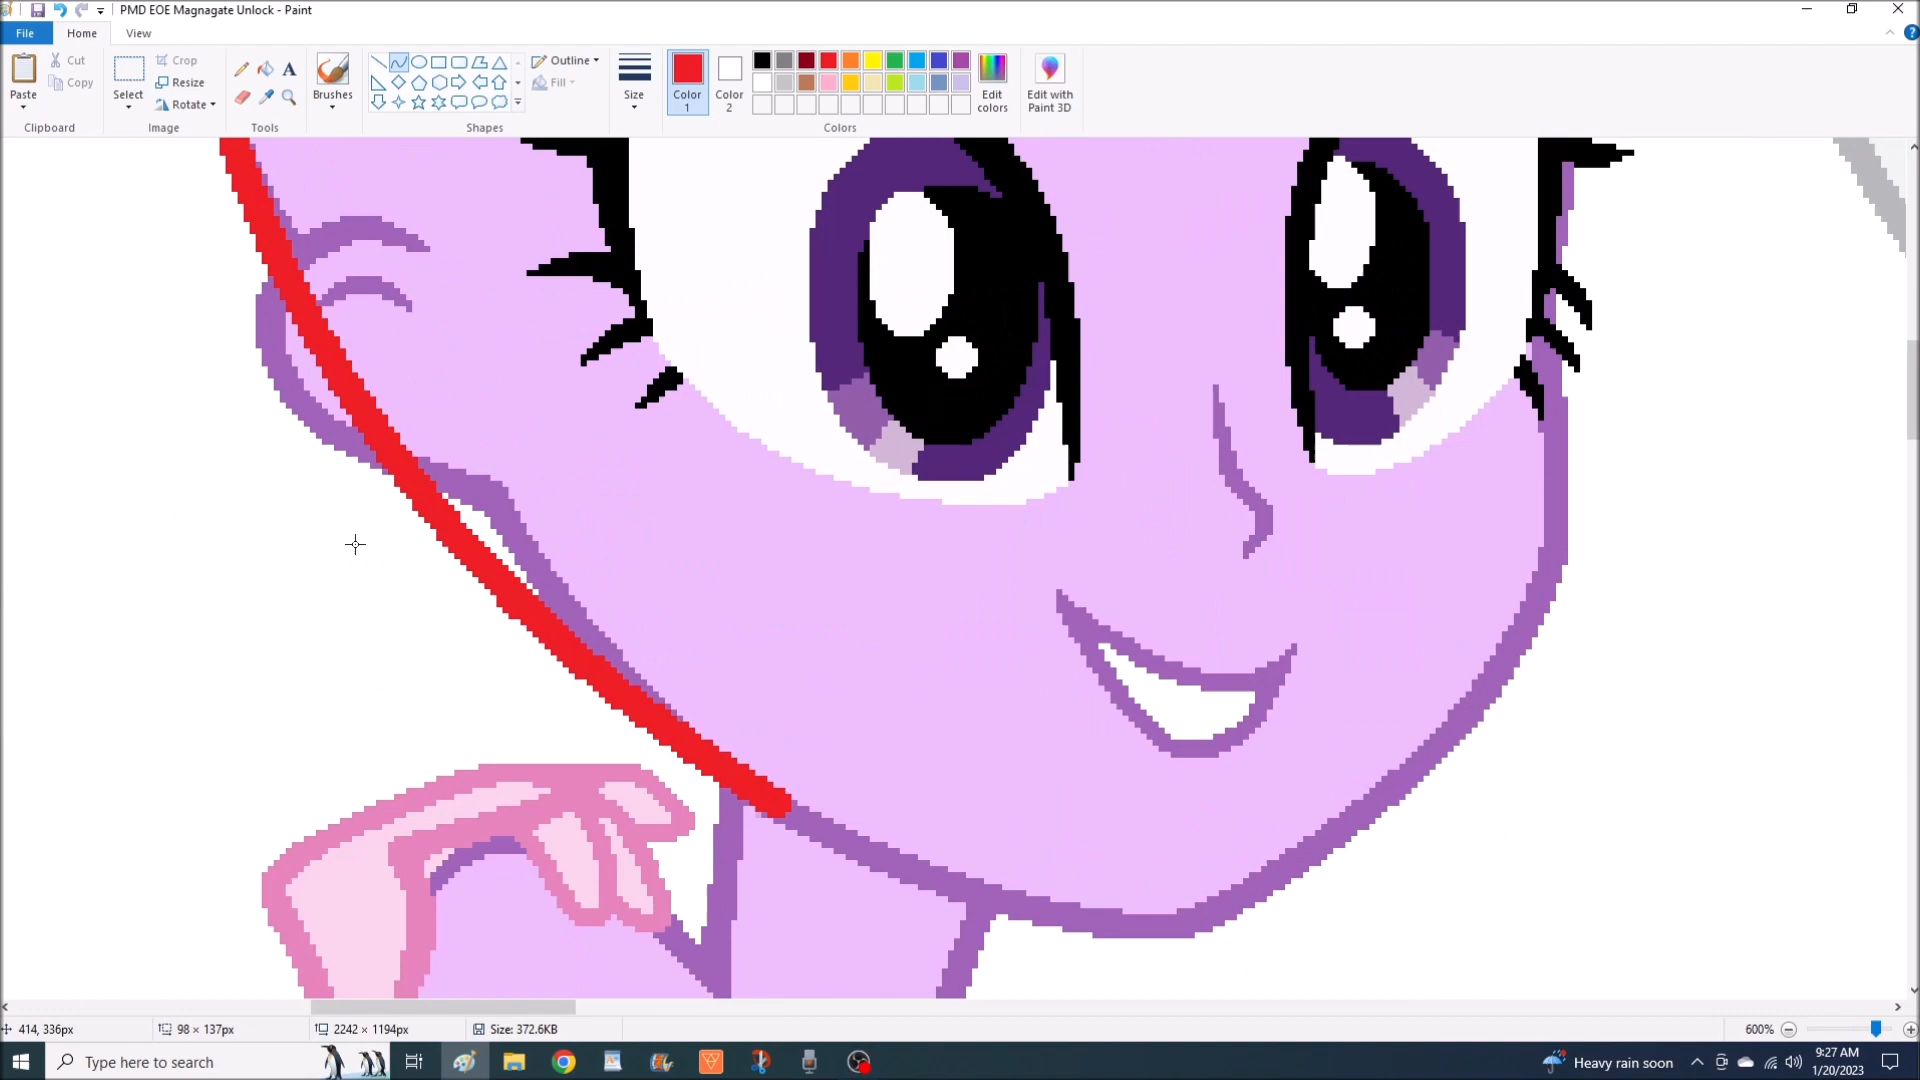 PMD EOE Magnagate Unlock - Paint
File Home View
Paste
Cut
Copy
Clipboard
Select
Crop
Resize
Rotate
Image
A
Tools
Brushes
Shapes
Outline
Fill
Size
Color 1
Color 2
Edit colors
Colors
Edit with Paint 3D
414, 336px
98 × 137px
2242 × 1194px
Size: 372.6KB
600%
Type here to search
Heavy rain soon
9:27 AM
1/20/2023